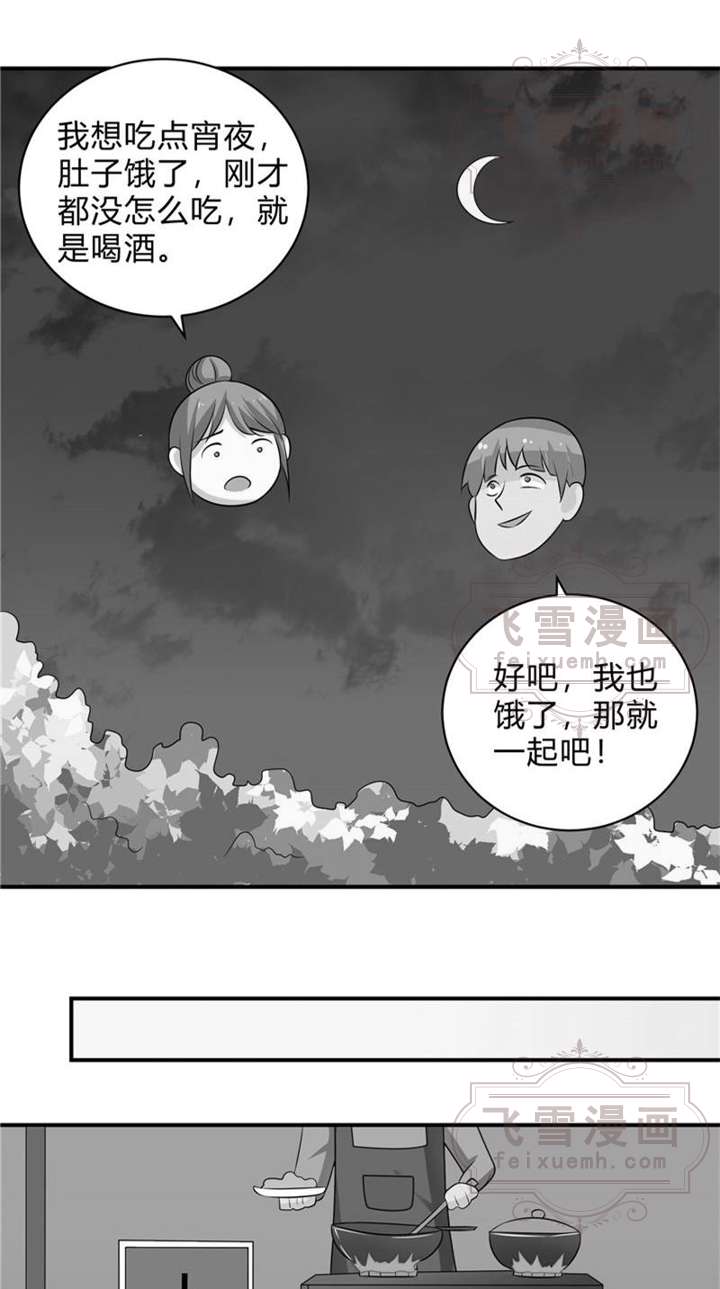 我想吃点宵夜，
肚子饿了，刚才
都没怎么吃，就
是喝酒。
飞雪漫画
feixuemh.com
好吧，我也
饿了，那就
一起吧！
飞雪漫画
feixuemh.com